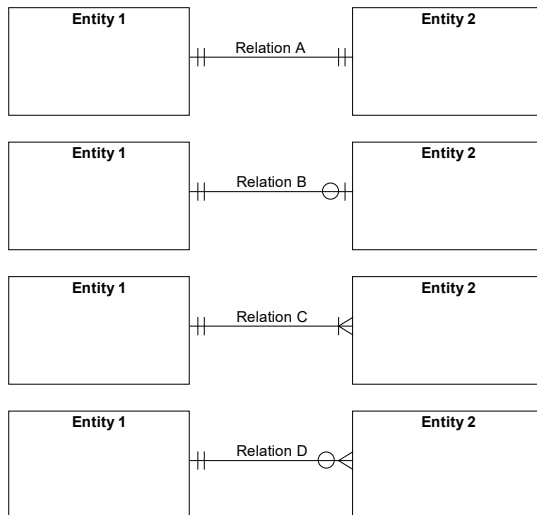 Entity 1
Relation A
Entity 2
Entity 1
Relation B
Entity 2
Entity 1
Relation C
Entity 2
Entity 1
Relation D
Entity 2